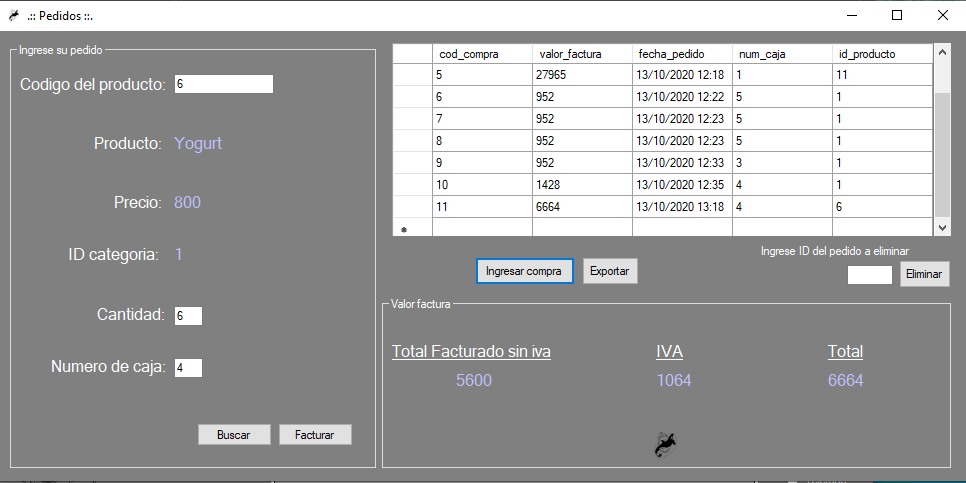 .:: Pedidos ::.
Ingrese su pedido
Codigo del producto: 6
Producto: Yogurt
Precio: 800
ID categoria: 1
Cantidad: 6
Numero de caja: 4
Buscar Facturar
cod_compra valor_factura fecha_pedido num_caja id_producto
5 27965 13/10/2020 12:18 1 11
6 952 13/10/2020 12:22 5 1
7 952 13/10/2020 12:23 5 1
8 952 13/10/2020 12:23 5 1
9 952 13/10/2020 12:33 3 1
10 1428 13/10/2020 12:35 4 1
11 6664 13/10/2020 13:18 4 6
Ingrese ID del pedido a eliminar
Ingresar compra Exportar Eliminar
Valor factura
Total Facturado sin iva IVA Total
5600 1064 6664